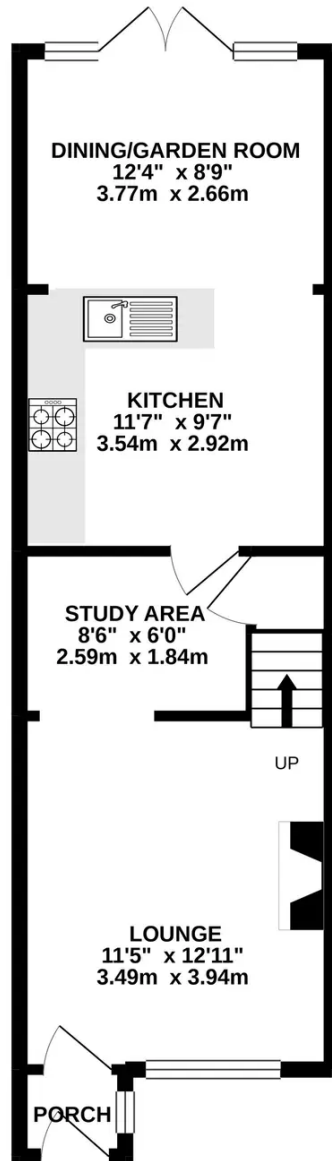 DINING/GARDEN ROOM
12'4" x 8'9"
3.77m x 2.66m
KITCHEN
11'7" x 9'7"
3.54m x 2.92m
STUDY AREA
8'6" x 6'0"
2.59m x 1.84m
UP
LOUNGE
11'5" x 12'11"
3.49m x 3.94m
PORCH